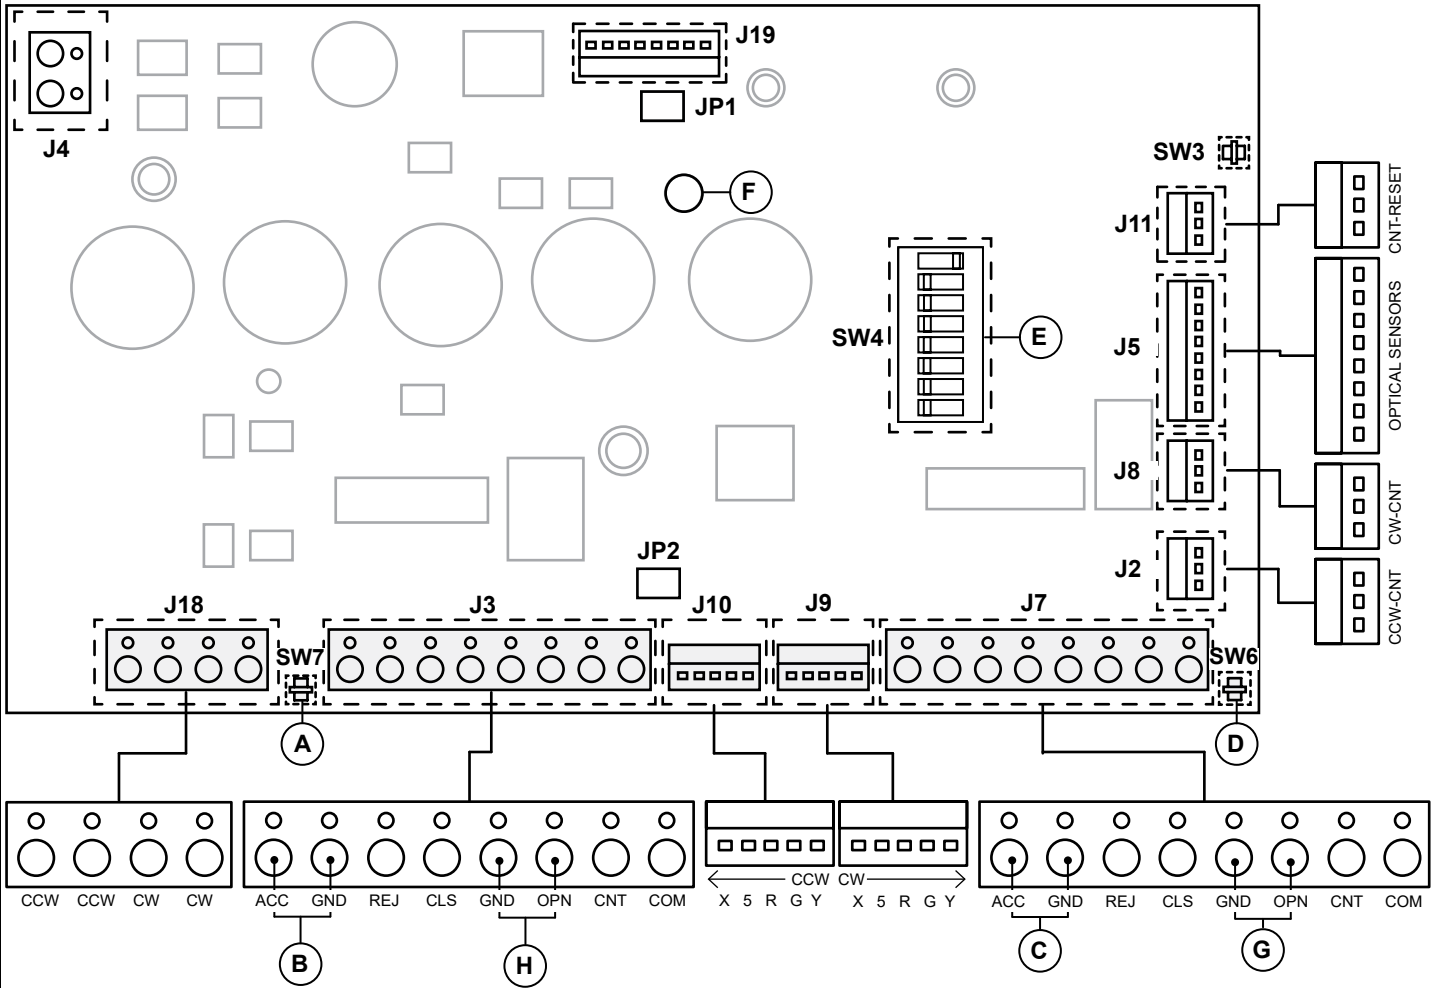 J19
JP1
J4
SW3
F
J11
CNT-RESET
SW4
E
J5
OPTICAL SENSORS
J8
CW-CNT
JP2
J2
CCW-CNT
J18
J3
J10
J9
J7
SW7
SW6
A
D
CCW CCW CW CW
ACC GND REJ CLS GND OPN CNT COM
CCW CW
X 5 R G Y
X 5 R G Y
ACC GND REJ CLS GND OPN CNT COM
B
H
C
G